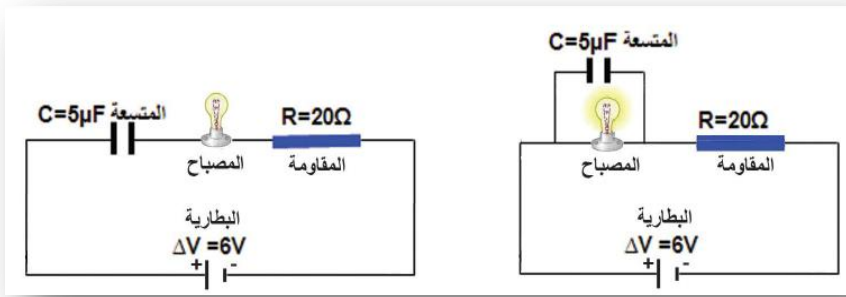 المتسعة C=5µF
R=20Ω
المصباح
المقاومة
البطارية
ΔV =6V
+ -
المتسعة C=5µF
R=20Ω
المصباح
المقاومة
البطارية
ΔV =6V
+ -